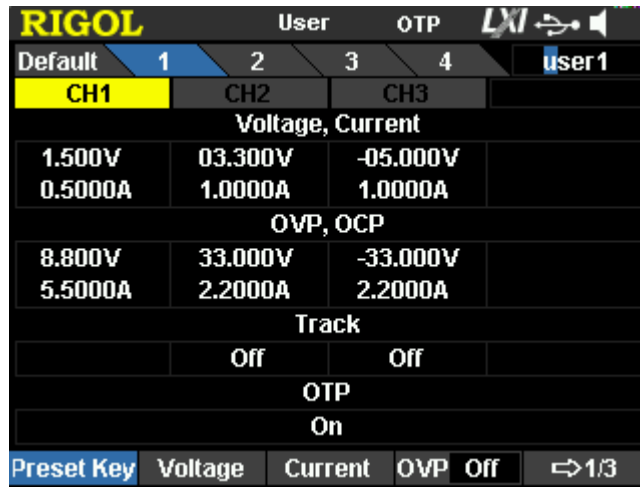 RIGOL User OTP LXI
Default 1 2 3 4 user1
CH1 CH2 CH3
Voltage, Current
1.500V 03.300V -05.000V
0.5000A 1.0000A 1.0000A
OVP, OCP
8.800V 33.000V -33.000V
5.5000A 2.2000A 2.2000A
Track
Off Off
OTP
On
Preset Key Voltage Current OVP Off ⇨1/3